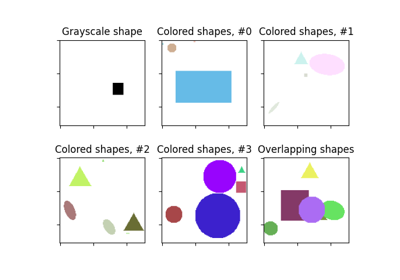 Grayscale shape
Colored shapes, #0
Colored shapes, #1
Colored shapes, #2
Colored shapes, #3
Overlapping shapes